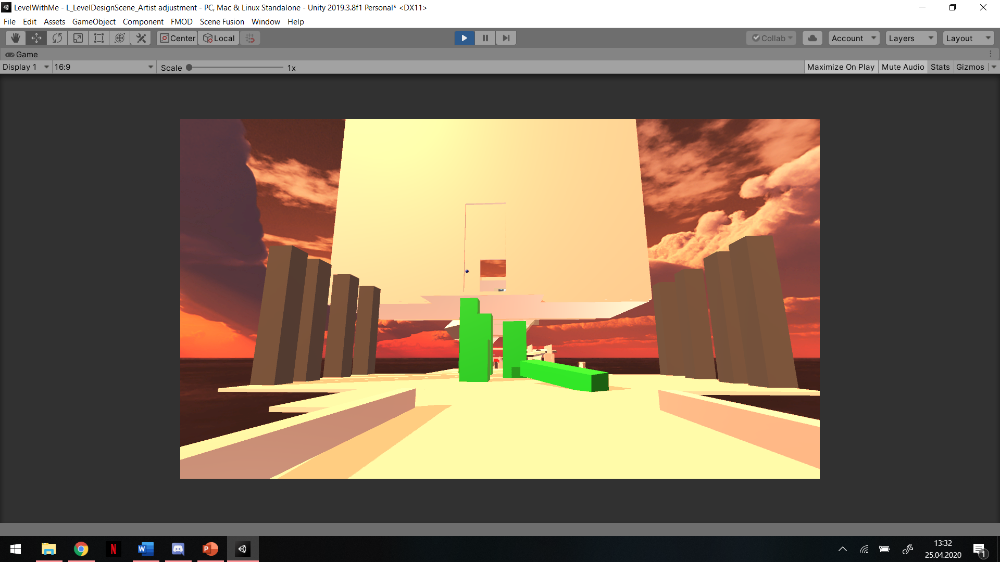 LevelWithMe - L_LevelDesignScene_Artist adjustment - PC, Mac & Linux Standalone - Unity 2019.3.8f1 Personal* <DX11>
File Edit Assets GameObject Component FMOD Scene Fusion Window Help
Center Local Collab Account Layers Layout
Game
Display 1 16:9 Scale 1x Maximize On Play Mute Audio Stats Gizmos
N W P 13:32
25.04.2020 1